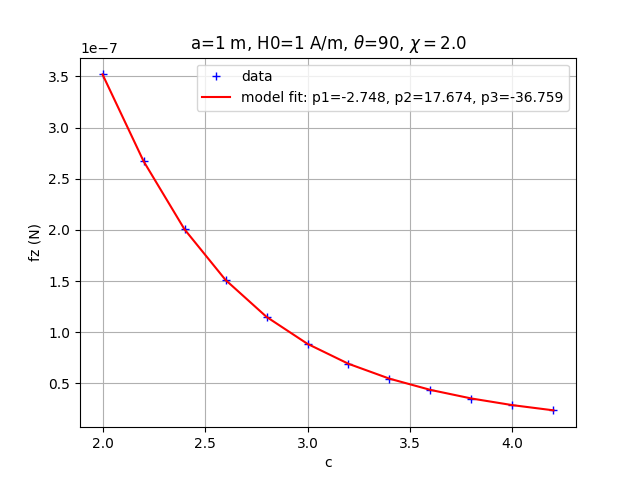 a=1 m, H0=1 A/m, θ=90, χ = 2.0
1e−7
data
model fit: p1=-2.748, p2=17.674, p3=-36.759
3.5
3.0
2.5
2.0
1.5
1.0
0.5
fz (N)
2.0 2.5 3.0 3.5 4.0
c